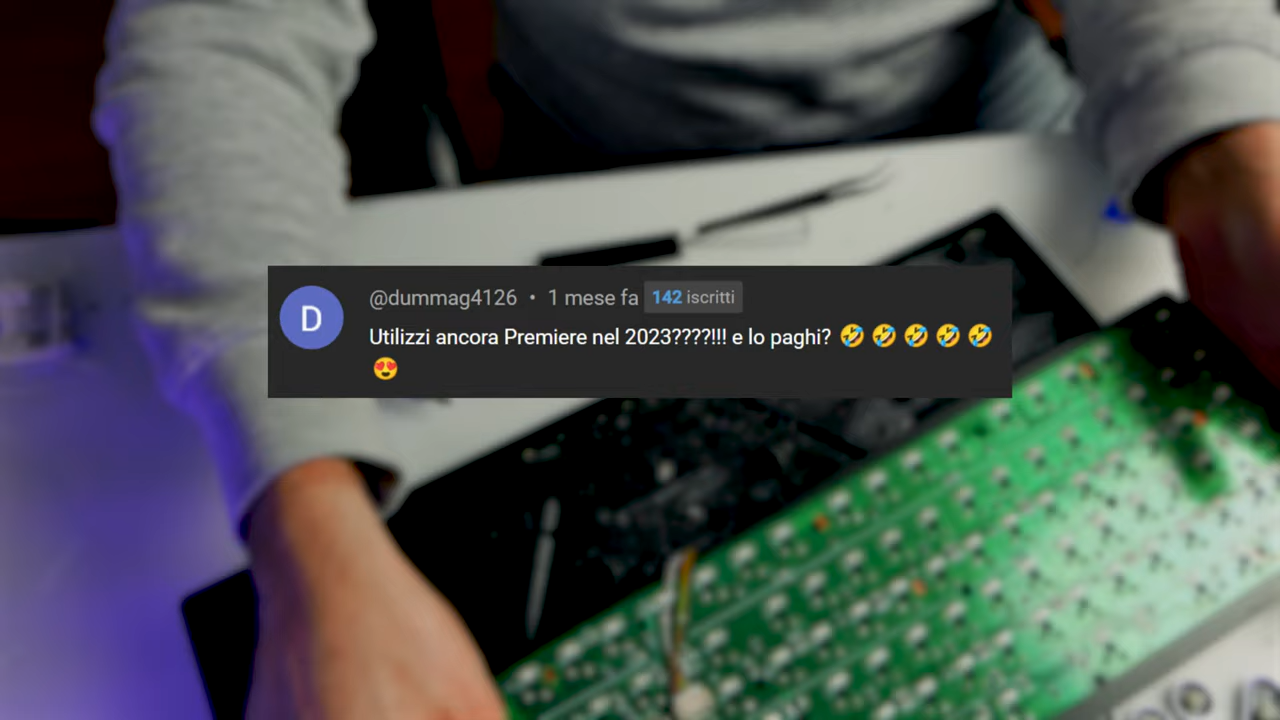 D
@dummag4126 • 1 mese fa 142 iscritti
Utilizzi ancora Premiere nel 2023????!!! e lo paghi? 🤣🤣🤣🤣🤣
😍